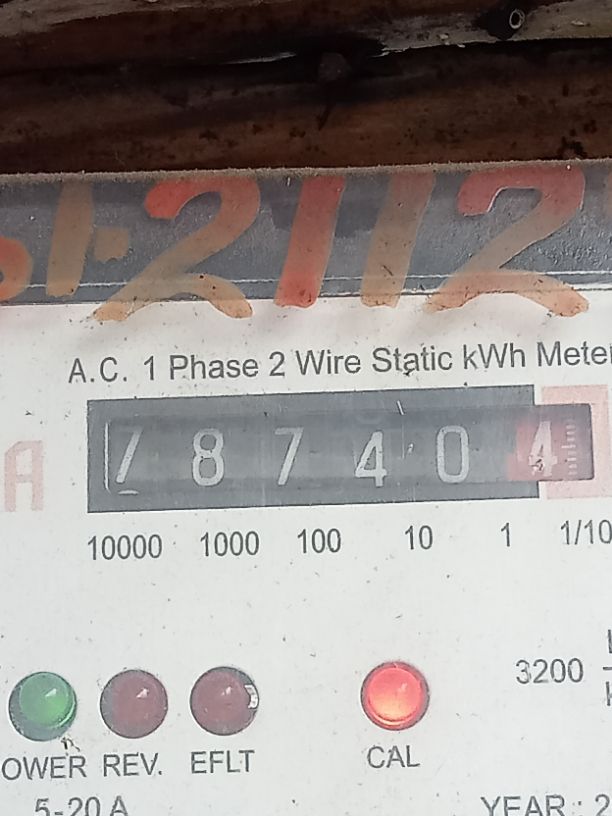 1-2112
A.C. 1 Phase 2 Wire Static kWh Mete
A
7 8 7 4 0 4
10000 1000 100 10 1 1/10
3200
OWER REV. EFLT CAL
5-20 A YEAR : 2